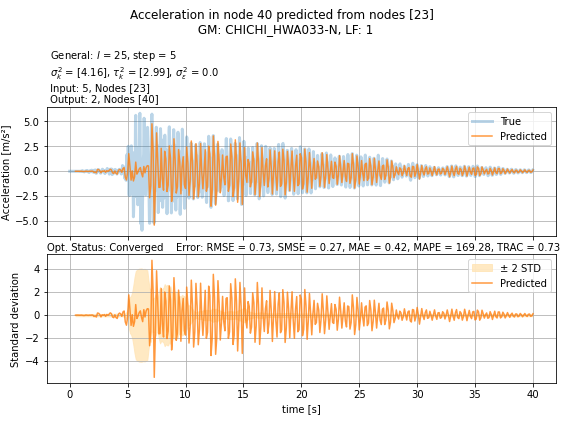 Acceleration in node 40 predicted from nodes [23]
GM: CHICHI_HWA033-N, LF: 1
General: l = 25, step = 5
σ²ₖ = [4.16], τ²ₖ = [2.99], σ²ε = 0.0
Input: 5, Nodes [23]
Output: 2, Nodes [40]
Acceleration [m/s²]
5.0
2.5
0.0
−2.5
−5.0
True
Predicted
Opt. Status: Converged Error: RMSE = 0.73, SMSE = 0.27, MAE = 0.42, MAPE = 169.28, TRAC = 0.73
Standard deviation
4
2
0
−2
−4
± 2 STD
Predicted
0 5 10 15 20 25 30 35 40
time [s]